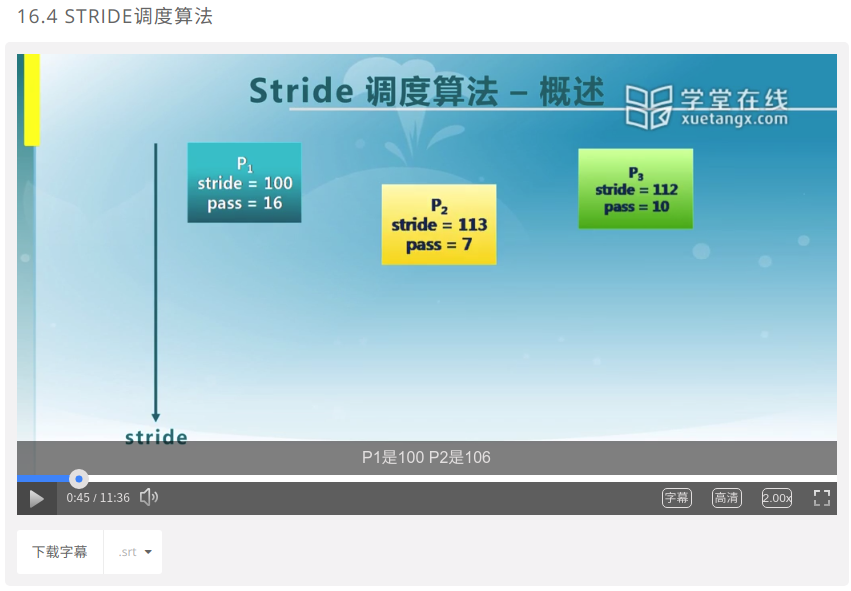 16.4 STRIDE调度算法
Stride 调度算法 – 概述
学堂在线
xuetangx.com
P1
stride = 100
pass = 16
P2
stride = 113
pass = 7
P3
stride = 112
pass = 10
stride
P1是100 P2是106
0:45 / 11:36
字幕
高清
2.00x
下载字幕
.srt